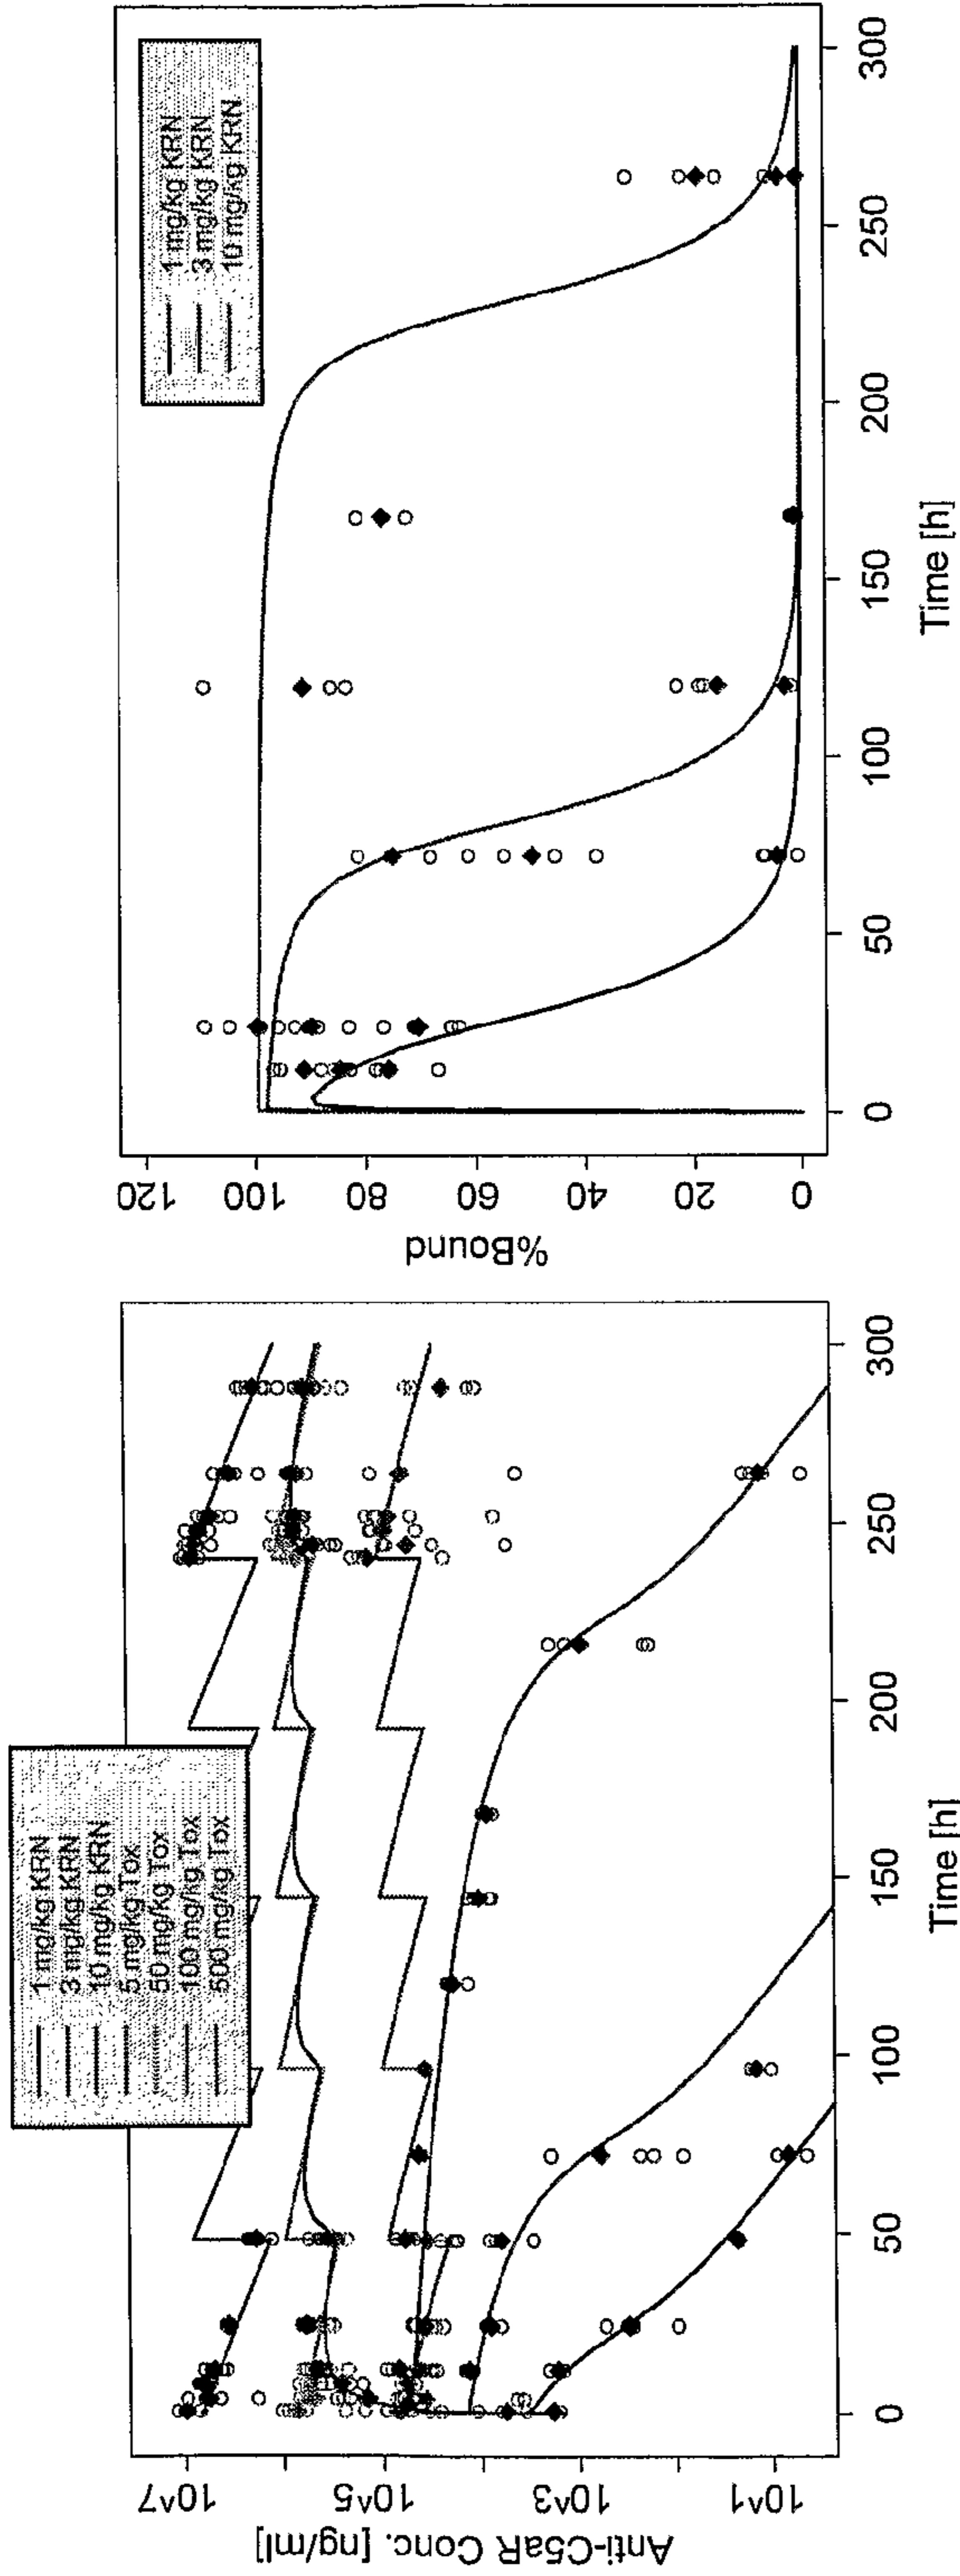 1 mg/kg KRN
3 mg/kg KRN
10 mg/kg KRN
5 mg/kg Tox
50 mg/kg Tox
100 mg/kg Tox
500 mg/kg Tox
Anti-C5aR Conc. [ng/ml]
10^7
10^5
10^3
10^1
0
50
100
150
200
250
300
Time [h]
1 mg/kg KRN
3 mg/kg KRN
10 mg/kg KRN
%Bound
120
100
80
60
40
20
0
0
50
100
150
200
250
300
Time [h]